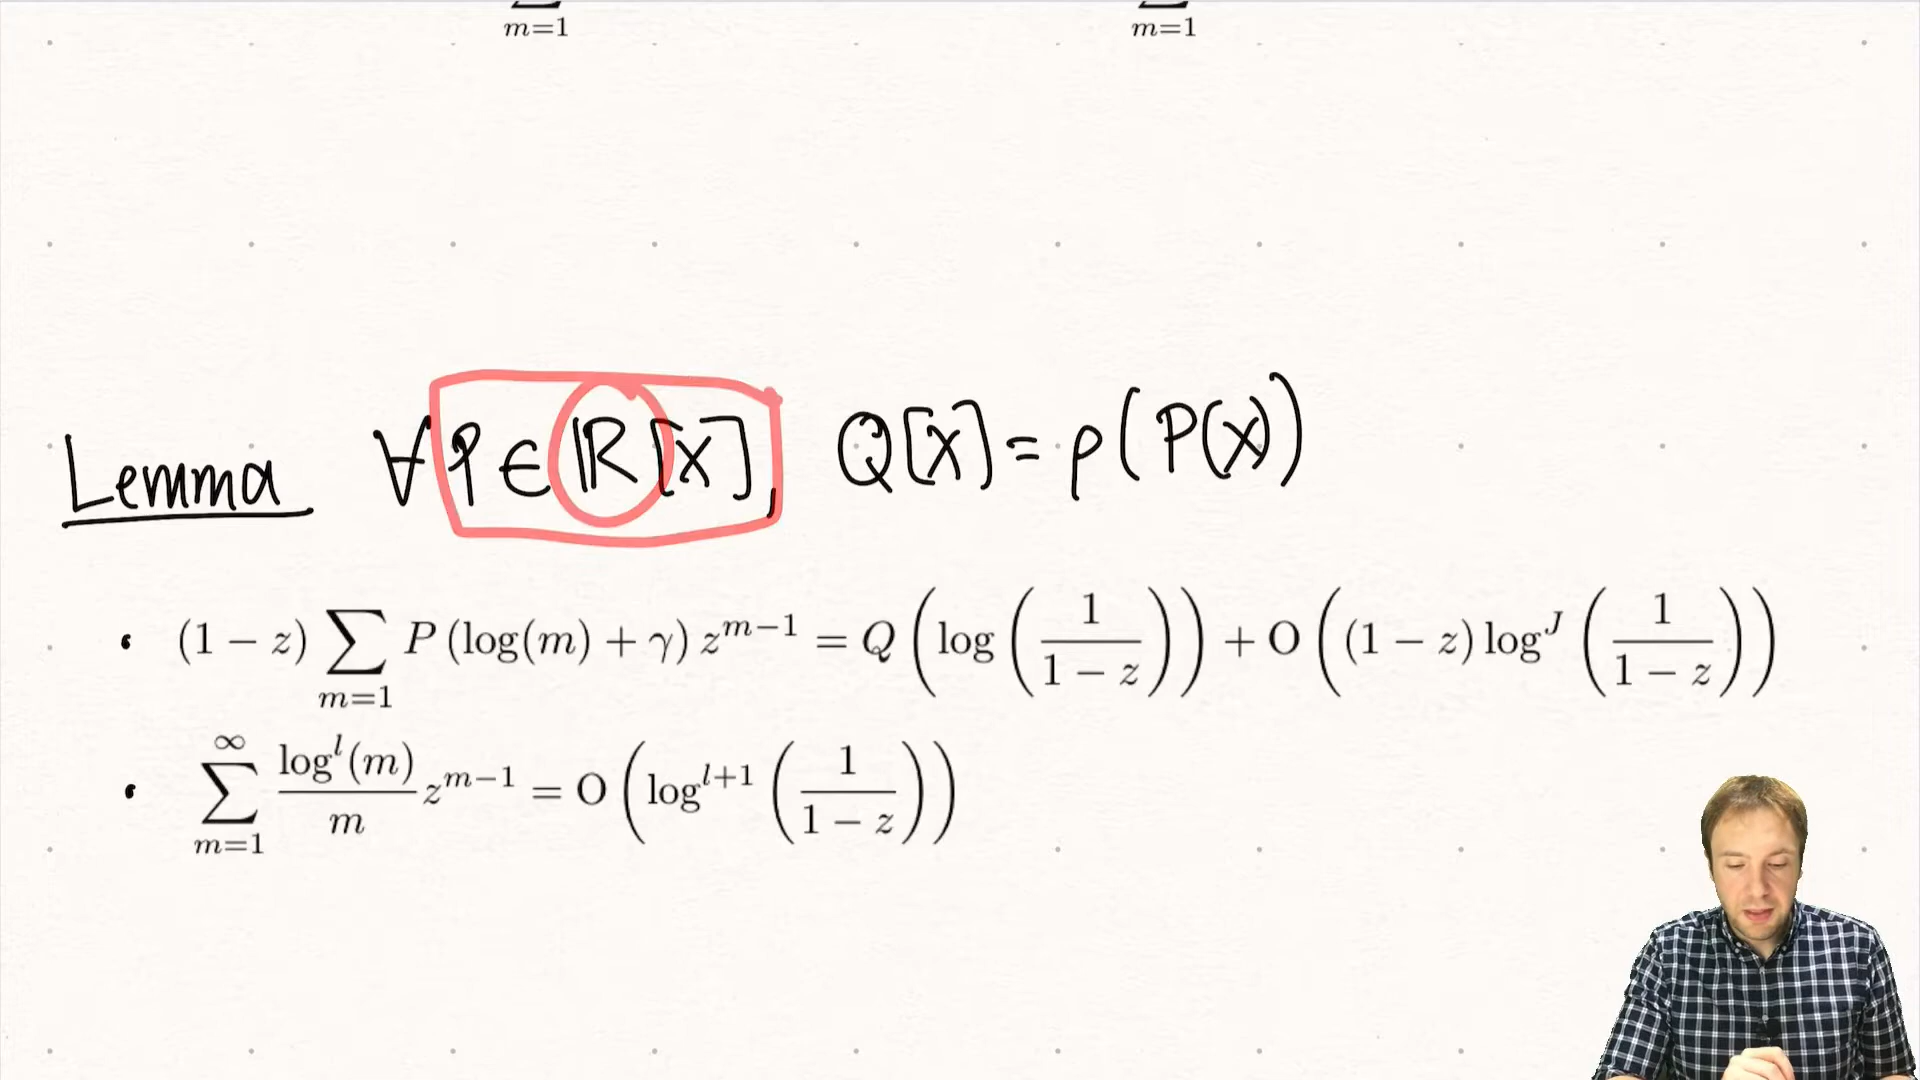 ∑_{m=1} ∑_{m=1}
Lemma ∀P∈ℝ[X], Q[X] = ρ(P(X))
• (1 − z) ∑_{m=1} P (log(m) + γ) z^{m−1} = Q (log (1/(1 − z))) + O ((1 − z) log^J (1/(1 − z)))
• ∑_{m=1}^{∞} log^l(m)/m z^{m−1} = O (log^{l+1} (1/(1 − z)))